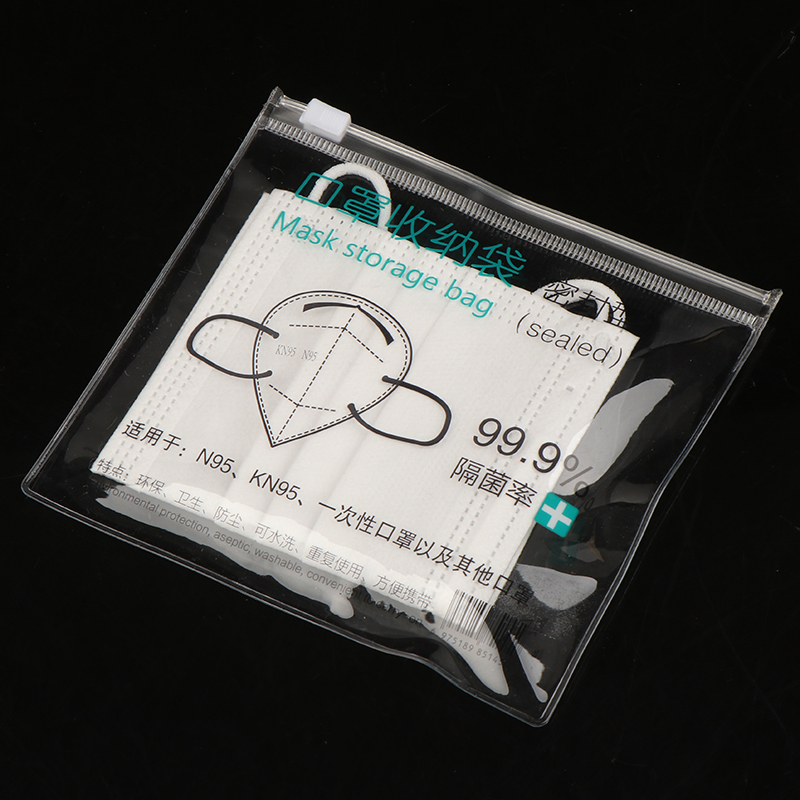 口罩收纳袋
Mask storage bag
(sealed)
KN95 N95
99.9%
隔菌率
适用于：N95、KN95、一次性口罩以及其他口罩
特点：环保、卫生、防尘、可水洗、重复使用、方便携带
environmental protection, aseptic, washable,